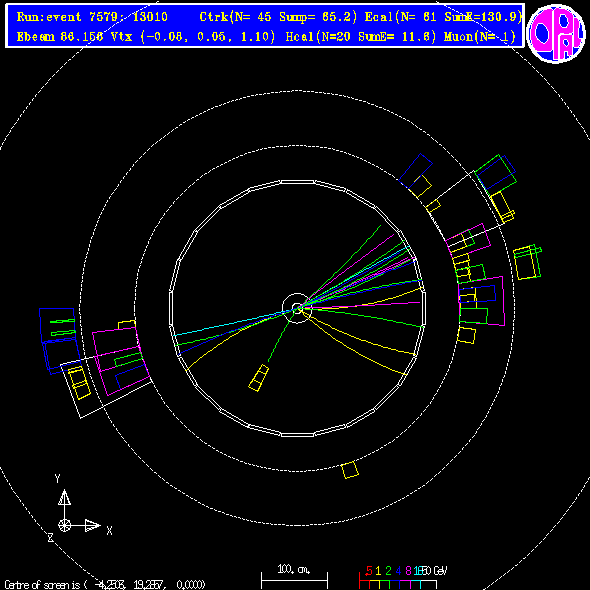 Run:event 7579: 13010 Ctrk(N= 45 Sump= 65.2) Ecal(N= 61 SumE=130.9)
Ebeam 86.156 Vtx (-0.08, 0.05, 1.10) Hcal(N=20 SumE= 11.6) Muon(N= 1)
OPAL
Y
X
Z
100. cm.
.5 1 2 4 8 16 50 GeV
Centre of screen is ( -4.2508, 19.2857, 0.0000)